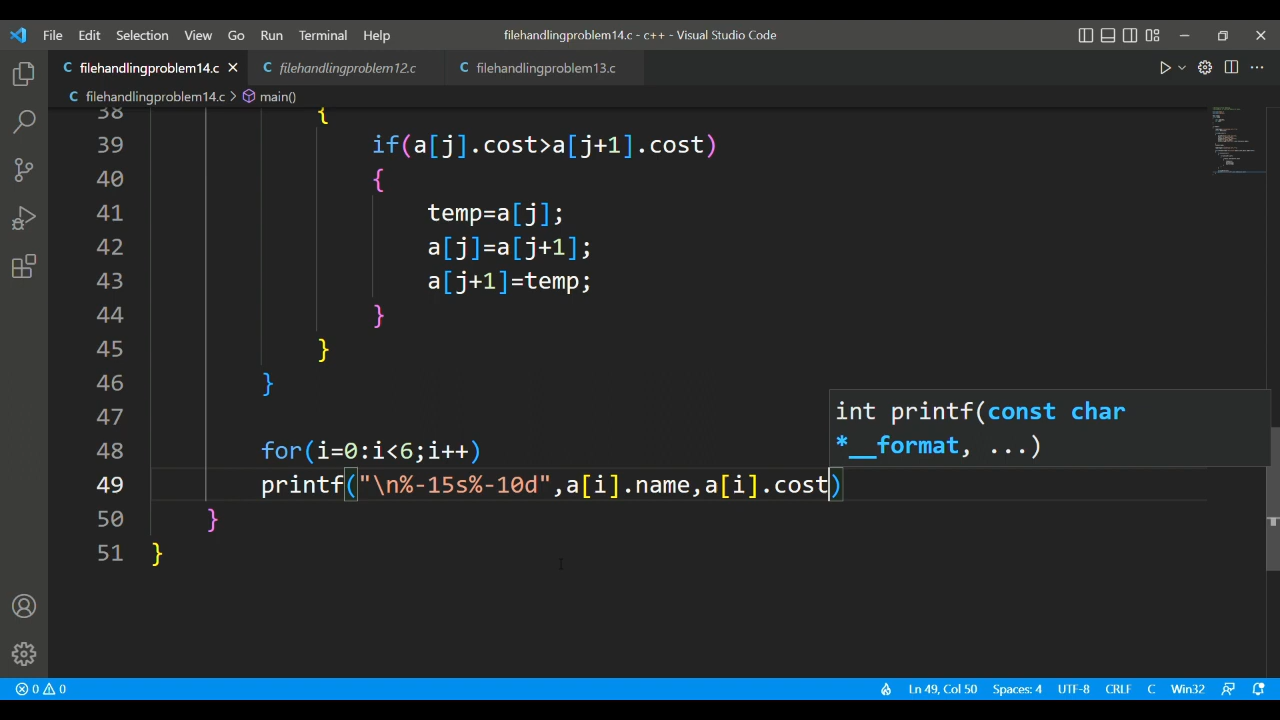 File Edit Selection View Go Run Terminal Help filehandlingproblem14.c - c++ - Visual Studio Code
C filehandlingproblem14.c C filehandlingproblem12.c C filehandlingproblem13.c
C filehandlingproblem14.c > main()
38 {
39 if(a[j].cost>a[j+1].cost)
40 {
41 temp=a[j];
42 a[j]=a[j+1];
43 a[j+1]=temp;
44 }
45 }
46 }
47
int printf(const char
*__format, ...)
48 for(i=0:i<6;i++)
49 printf("\n%-15s%-10d",a[i].name,a[i].cost)
50 }
51 }
0 0 Ln 49, Col 50 Spaces: 4 UTF-8 CRLF C Win32